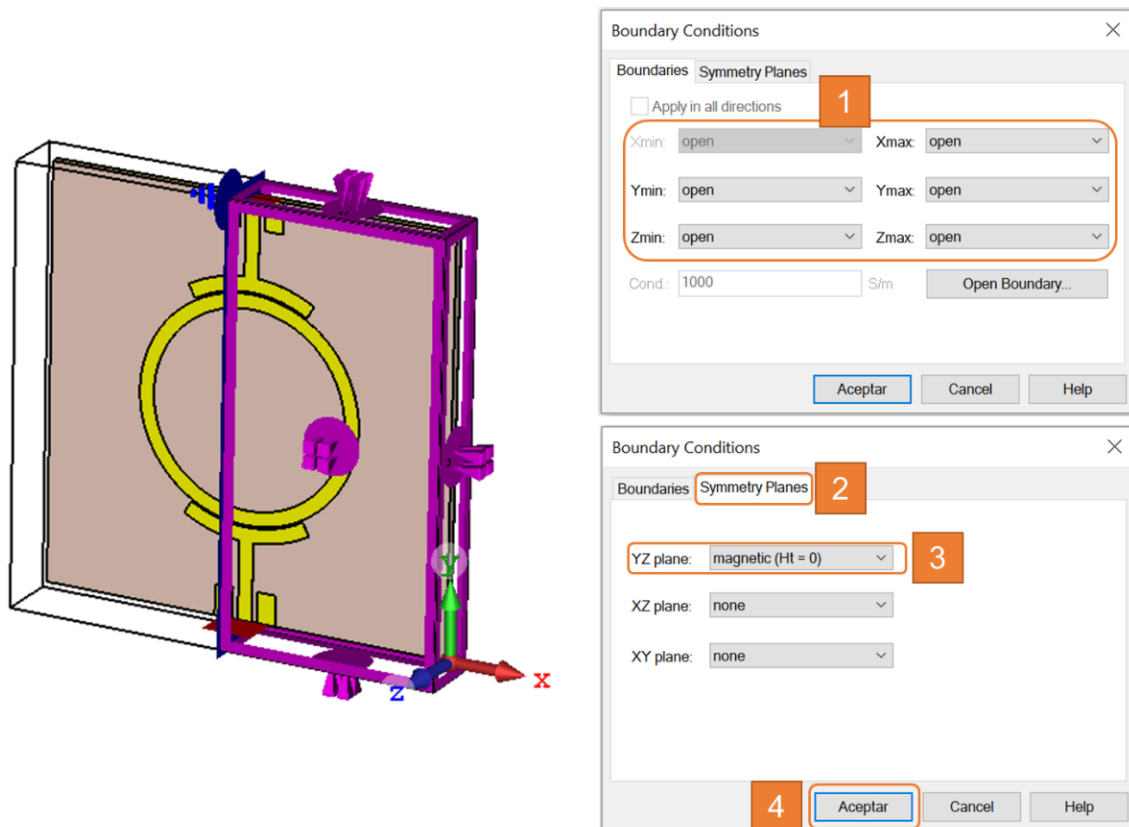 Boundary Conditions
Boundaries Symmetry Planes
1
Apply in all directions
Xmin: open Xmax: open
Ymin: open Ymax: open
Zmin: open Zmax: open
Cond.: 1000 S/m Open Boundary...
Aceptar Cancel Help
Boundary Conditions
Boundaries Symmetry Planes 2
YZ plane: magnetic (Ht = 0) 3
XZ plane: none
XY plane: none
4 Aceptar Cancel Help
y
z
x